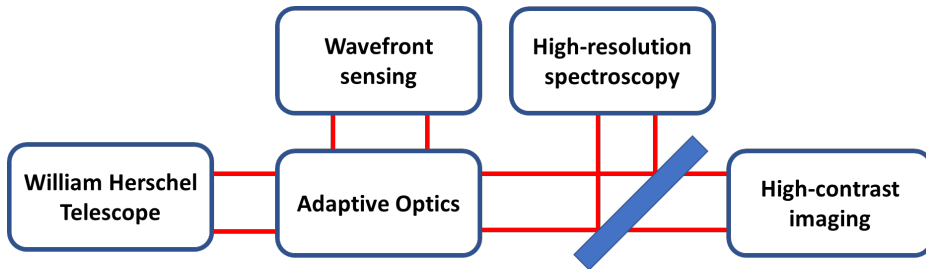 Wavefront
sensing
High-resolution
spectroscopy
William Herschel
Telescope
Adaptive Optics
High-contrast
imaging